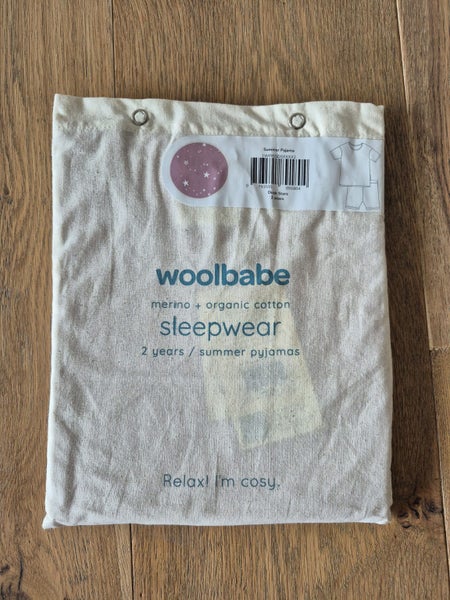 Summer Pyjama
woolbabe
merino + organic cotton
sleepwear
2 years / summer pyjamas
Relax! I'm cosy.